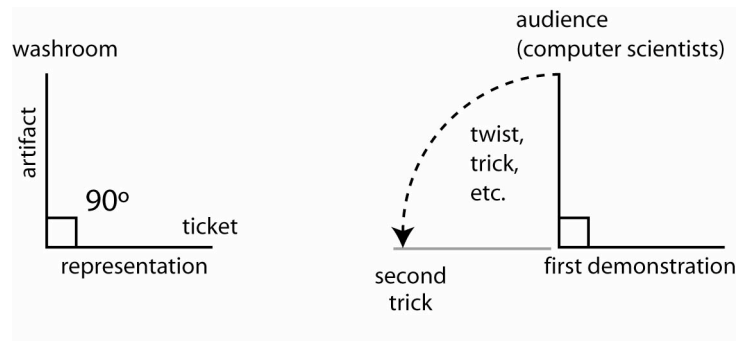 washroom
artifact
90º
ticket
representation
audience
(computer scientists)
twist,
trick,
etc.
second
trick
first demonstration